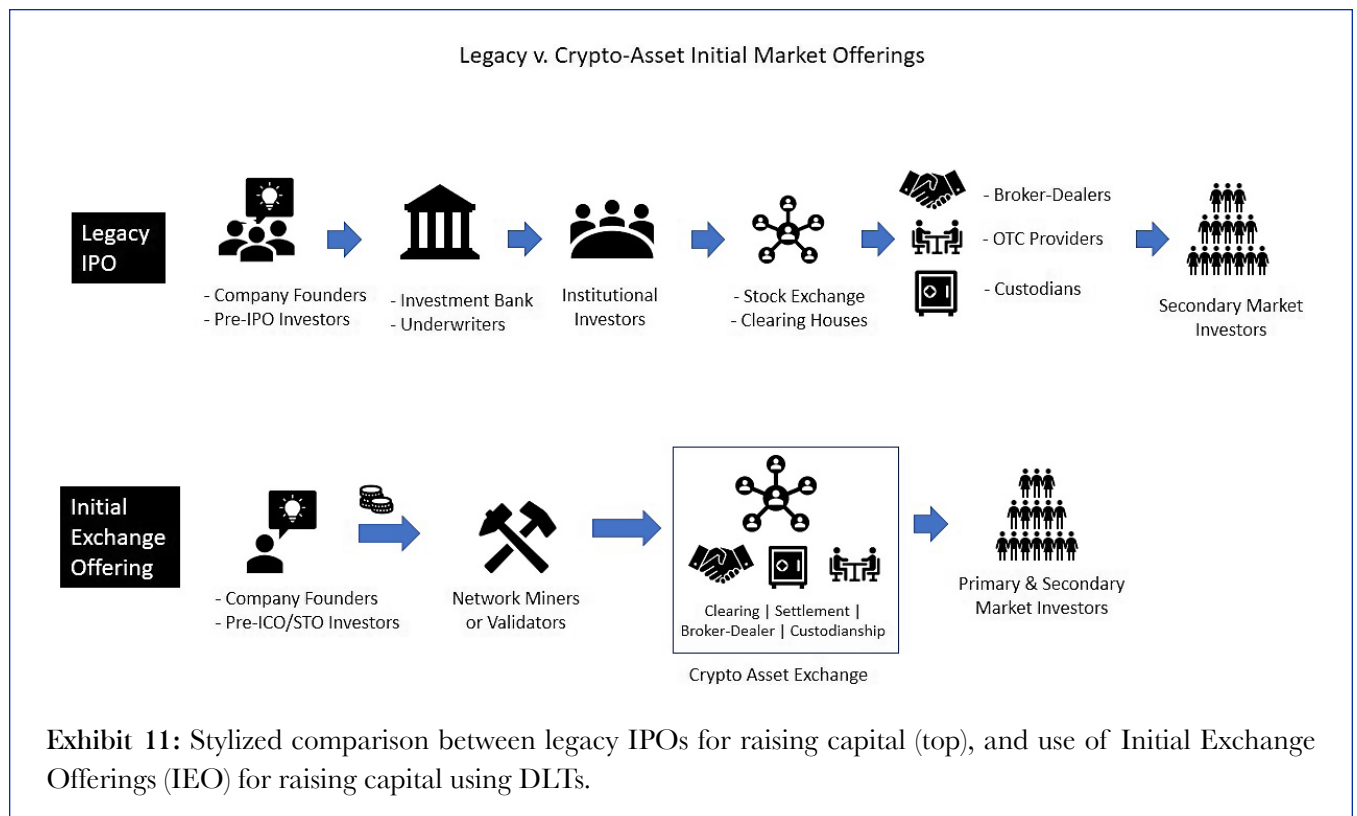 Legacy v. Crypto-Asset Initial Market Offerings
Legacy
IPO
- Company Founders
- Pre-IPO Investors
- Investment Bank
- Underwriters
Institutional
Investors
- Stock Exchange
- Clearing Houses
- Broker-Dealers
- OTC Providers
- Custodians
Secondary Market
Investors
Initial
Exchange
Offering
- Company Founders
- Pre-ICO/STO Investors
Network Miners
or Validators
Clearing | Settlement |
Broker-Dealer | Custodianship
Crypto Asset Exchange
Primary & Secondary
Market Investors
Exhibit 11: Stylized comparison between legacy IPOs for raising capital (top), and use of Initial Exchange
Offerings (IEO) for raising capital using DLTs.